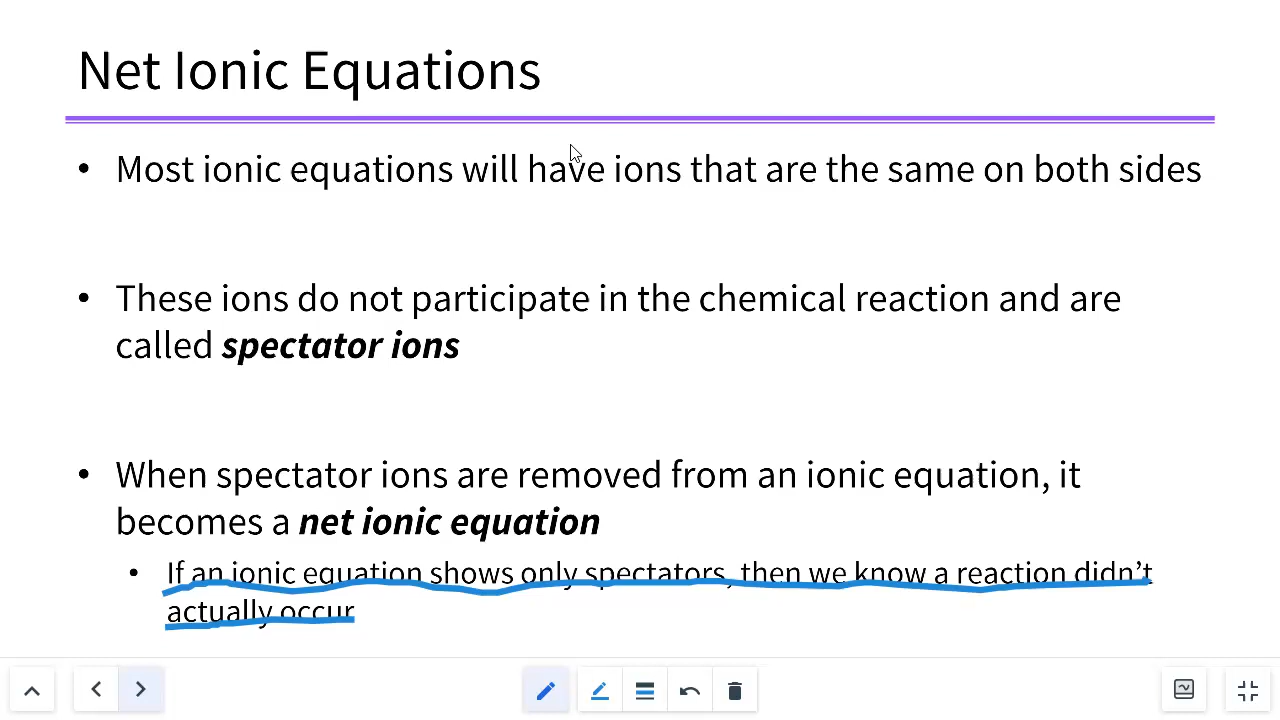 Net Ionic Equations
• Most ionic equations will have ions that are the same on both sides
• These ions do not participate in the chemical reaction and are
called spectator ions
• When spectator ions are removed from an ionic equation, it
becomes a net ionic equation
• If an ionic equation shows only spectators, then we know a reaction didn’t
actually occur